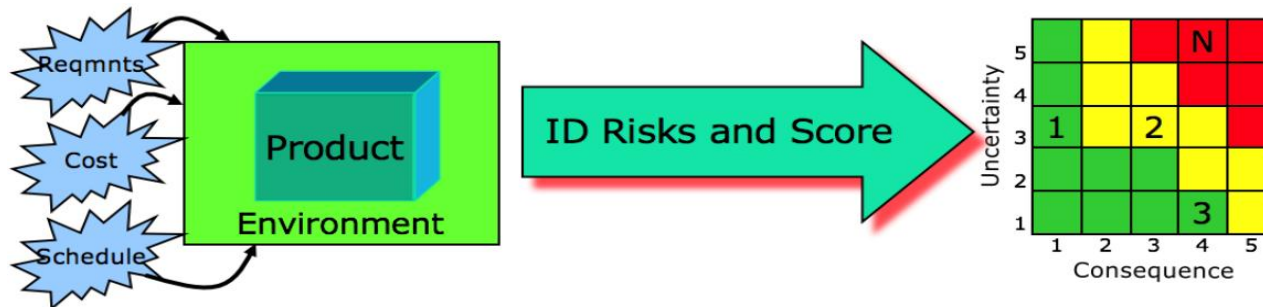 Reqmnts
Cost
Schedule
Product
Environment
ID Risks and Score
Uncertainty
5
N
4
3
1
2
2
1
3
1 2 3 4 5
Consequence